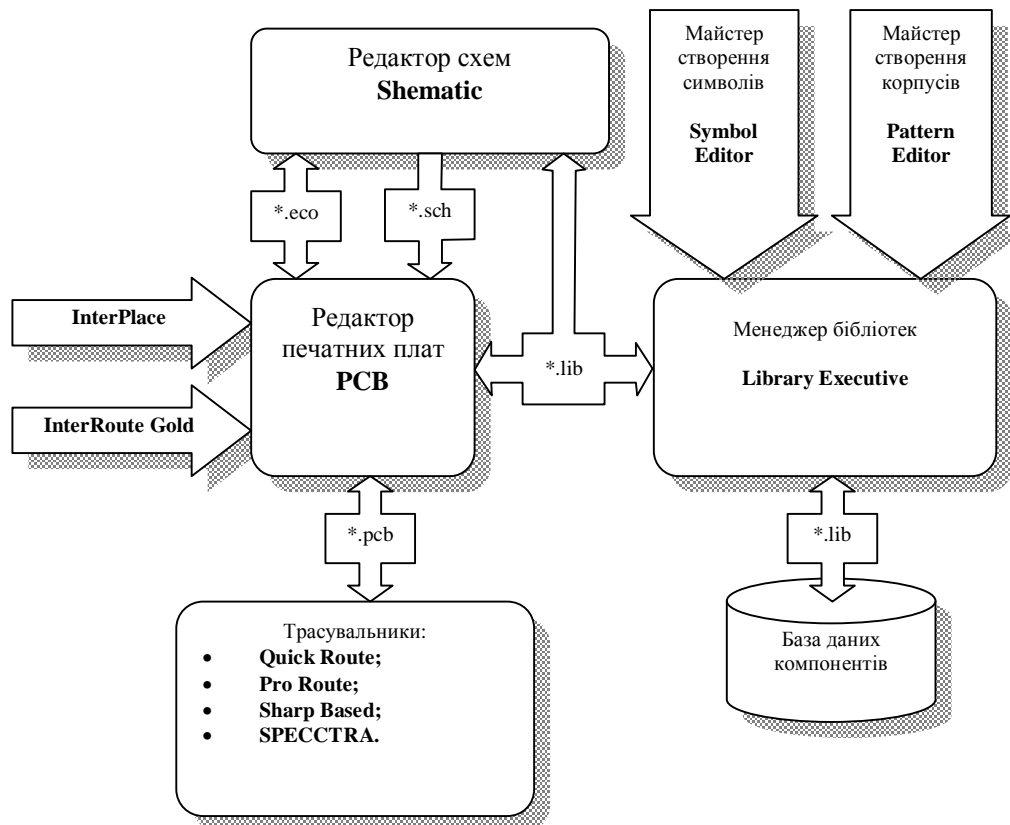 Редактор схем
Shematic
Майстер
створення
символів
Symbol
Editor
Майстер
створення
корпусів
Pattern
Editor
*.eco
*.sch
InterPlace
InterRoute Gold
Редактор
печатних плат
PCB
*.lib
Менеджер бібліотек
Library Executive
*.pcb
*.lib
Трасувальники:
• Quick Route;
• Pro Route;
• Sharp Based;
• SPECCTRA.
База даних
компонентів